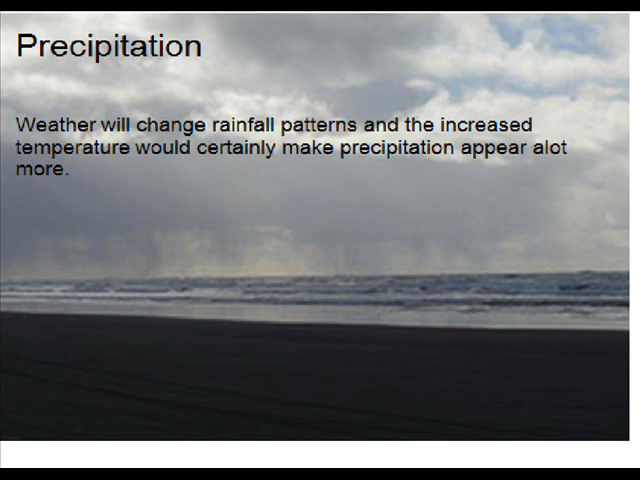 Precipitation
Weather will change rainfall patterns and the increased
temperature would certainly make precipitation appear alot
more.